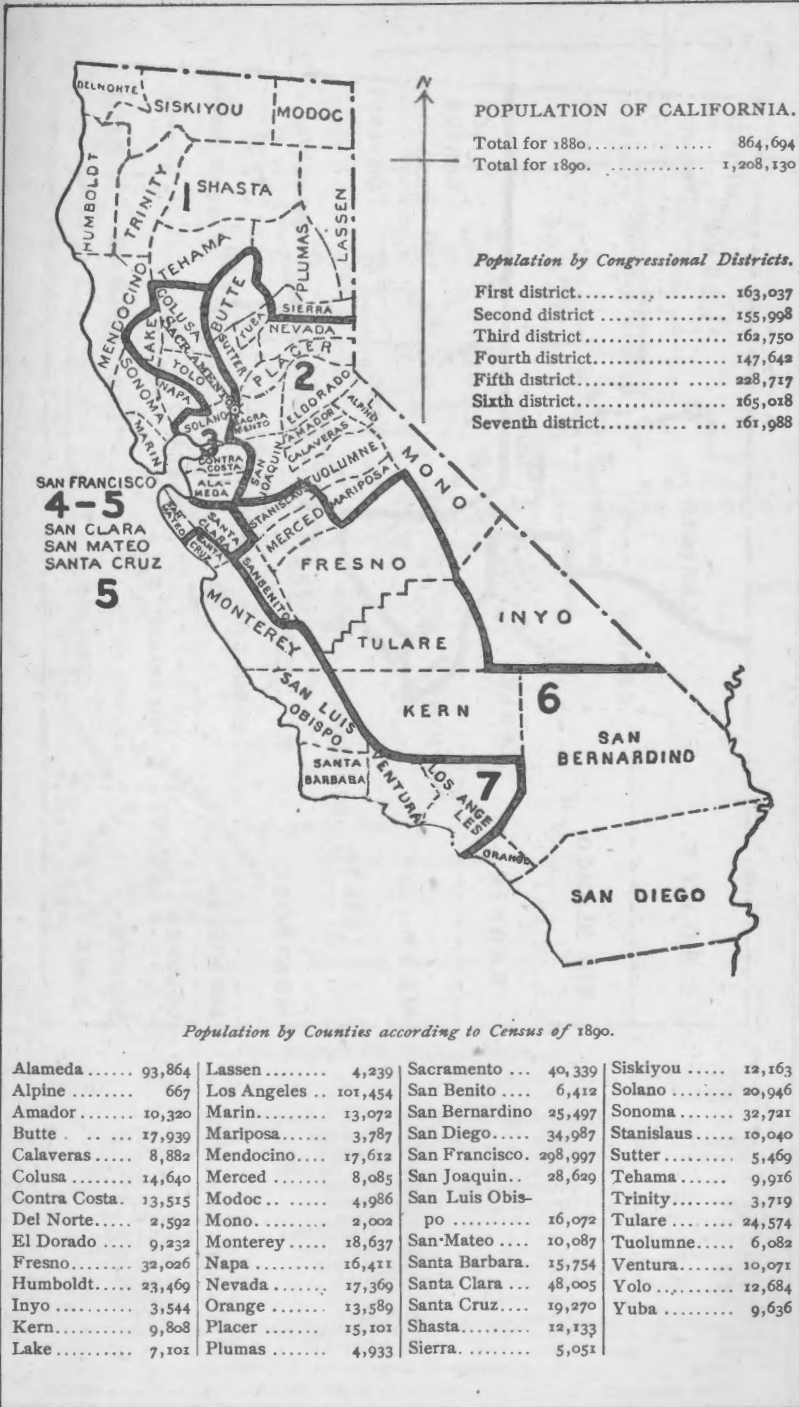 N
POPULATION OF CALIFORNIA.
Total for 1880............ 864,694
Total for 1890. ............ 1,208,130
Population by Congressional Districts.
First district.................. 163,037
Second district ............... 155,998
Third district................. 162,750
Fourth district............... 147,642
Fifth district................. 228,717
Sixth district................. 165,018
Seventh district.............. 161,988
DELNORTE
SISKIYOU
MODOC
HUMBOLDT
TRINITY
1
SHASTA
LASSEN
TEHAMA
PLUMAS
MENDOCINO
COLUSA
BUTTE
SIERRA
LAKE
SACRAMENTO
YUBA
NEVADA
SUTTER
PLACER
YOLO
2
SONOMA
NAPA
ELDORADO
ALPINE
SOLANO
SACRA
MENTO
AMADOR
MARIN
3
CALAVERAS
CONTRA
COSTA
SAN
JOAQUIN
MONO
SAN FRANCISCO
4-5
ALA-
MEDA
STANISLAUS
TUOLUMNE
SAN CLARA
SAN MATEO
SANTA CRUZ
5
SAN
MATEO
SANTA
CLARA
SANTA
CRUZ
MERCED
MARIPOSA
FRESNO
SANBENITO
INYO
MONTEREY
TULARE
SAN LUIS
OBISPO
KERN
6
SAN
BERNARDINO
SANTA
BARBABA
VENTURA
LOS ANGE
LES
7
ORANGE
SAN DIEGO
Population by Counties according to Census of 1890.
Alameda ...... 93,864
Alpine 667
Amador ....... 10,320
Butte . .. ... 17,939
Calaveras ..... 8,882
Colusa ....... 14,640
Contra Costa. 13,515
Del Norte..... 2,592
El Dorado .... 9,232
Fresno........ 32,026
Humboldt...... 23,469
Inyo .......... 3,544
Kern.......... 9,808
Lake .......... 7,101
Lassen ........ 4,239
Los Angeles .. 101,454
Marin......... 13,072
Mariposa...... 3,787
Mendocino.... 17,612
Merced ....... 8,085
Modoc .. ..... 4,986
Mono.......... 2,002
Monterey ..... 18,637
Napa ......... 16,411
Nevada ....... 17,369
Orange ....... 13,589
Placer ....... 15,101
Plumas ....... 4,933
Sacramento ... 40,339
San Benito .... 6,412
San Bernardino 25,497
San Diego..... 34,987
San Francisco. 298,997
San Joaquin.. 28,629
San Luis Obis-
po .......... 16,072
San Mateo .... 10,087
Santa Barbara. 15,754
Santa Clara ... 48,005
Santa Cruz.... 19,270
Shasta......... 12,133
Sierra. ........ 5,051
Siskiyou ..... 12,163
Solano ........ 20,946
Sonoma ....... 32,721
Stanislaus ..... 10,040
Sutter ......... 5,469
Tehama ...... 9,916
Trinity........ 3,719
Tulare ........ 24,574
Tuolumne..... 6,082
Ventura....... 10,071
Yolo .......... 12,684
Yuba ......... 9,636